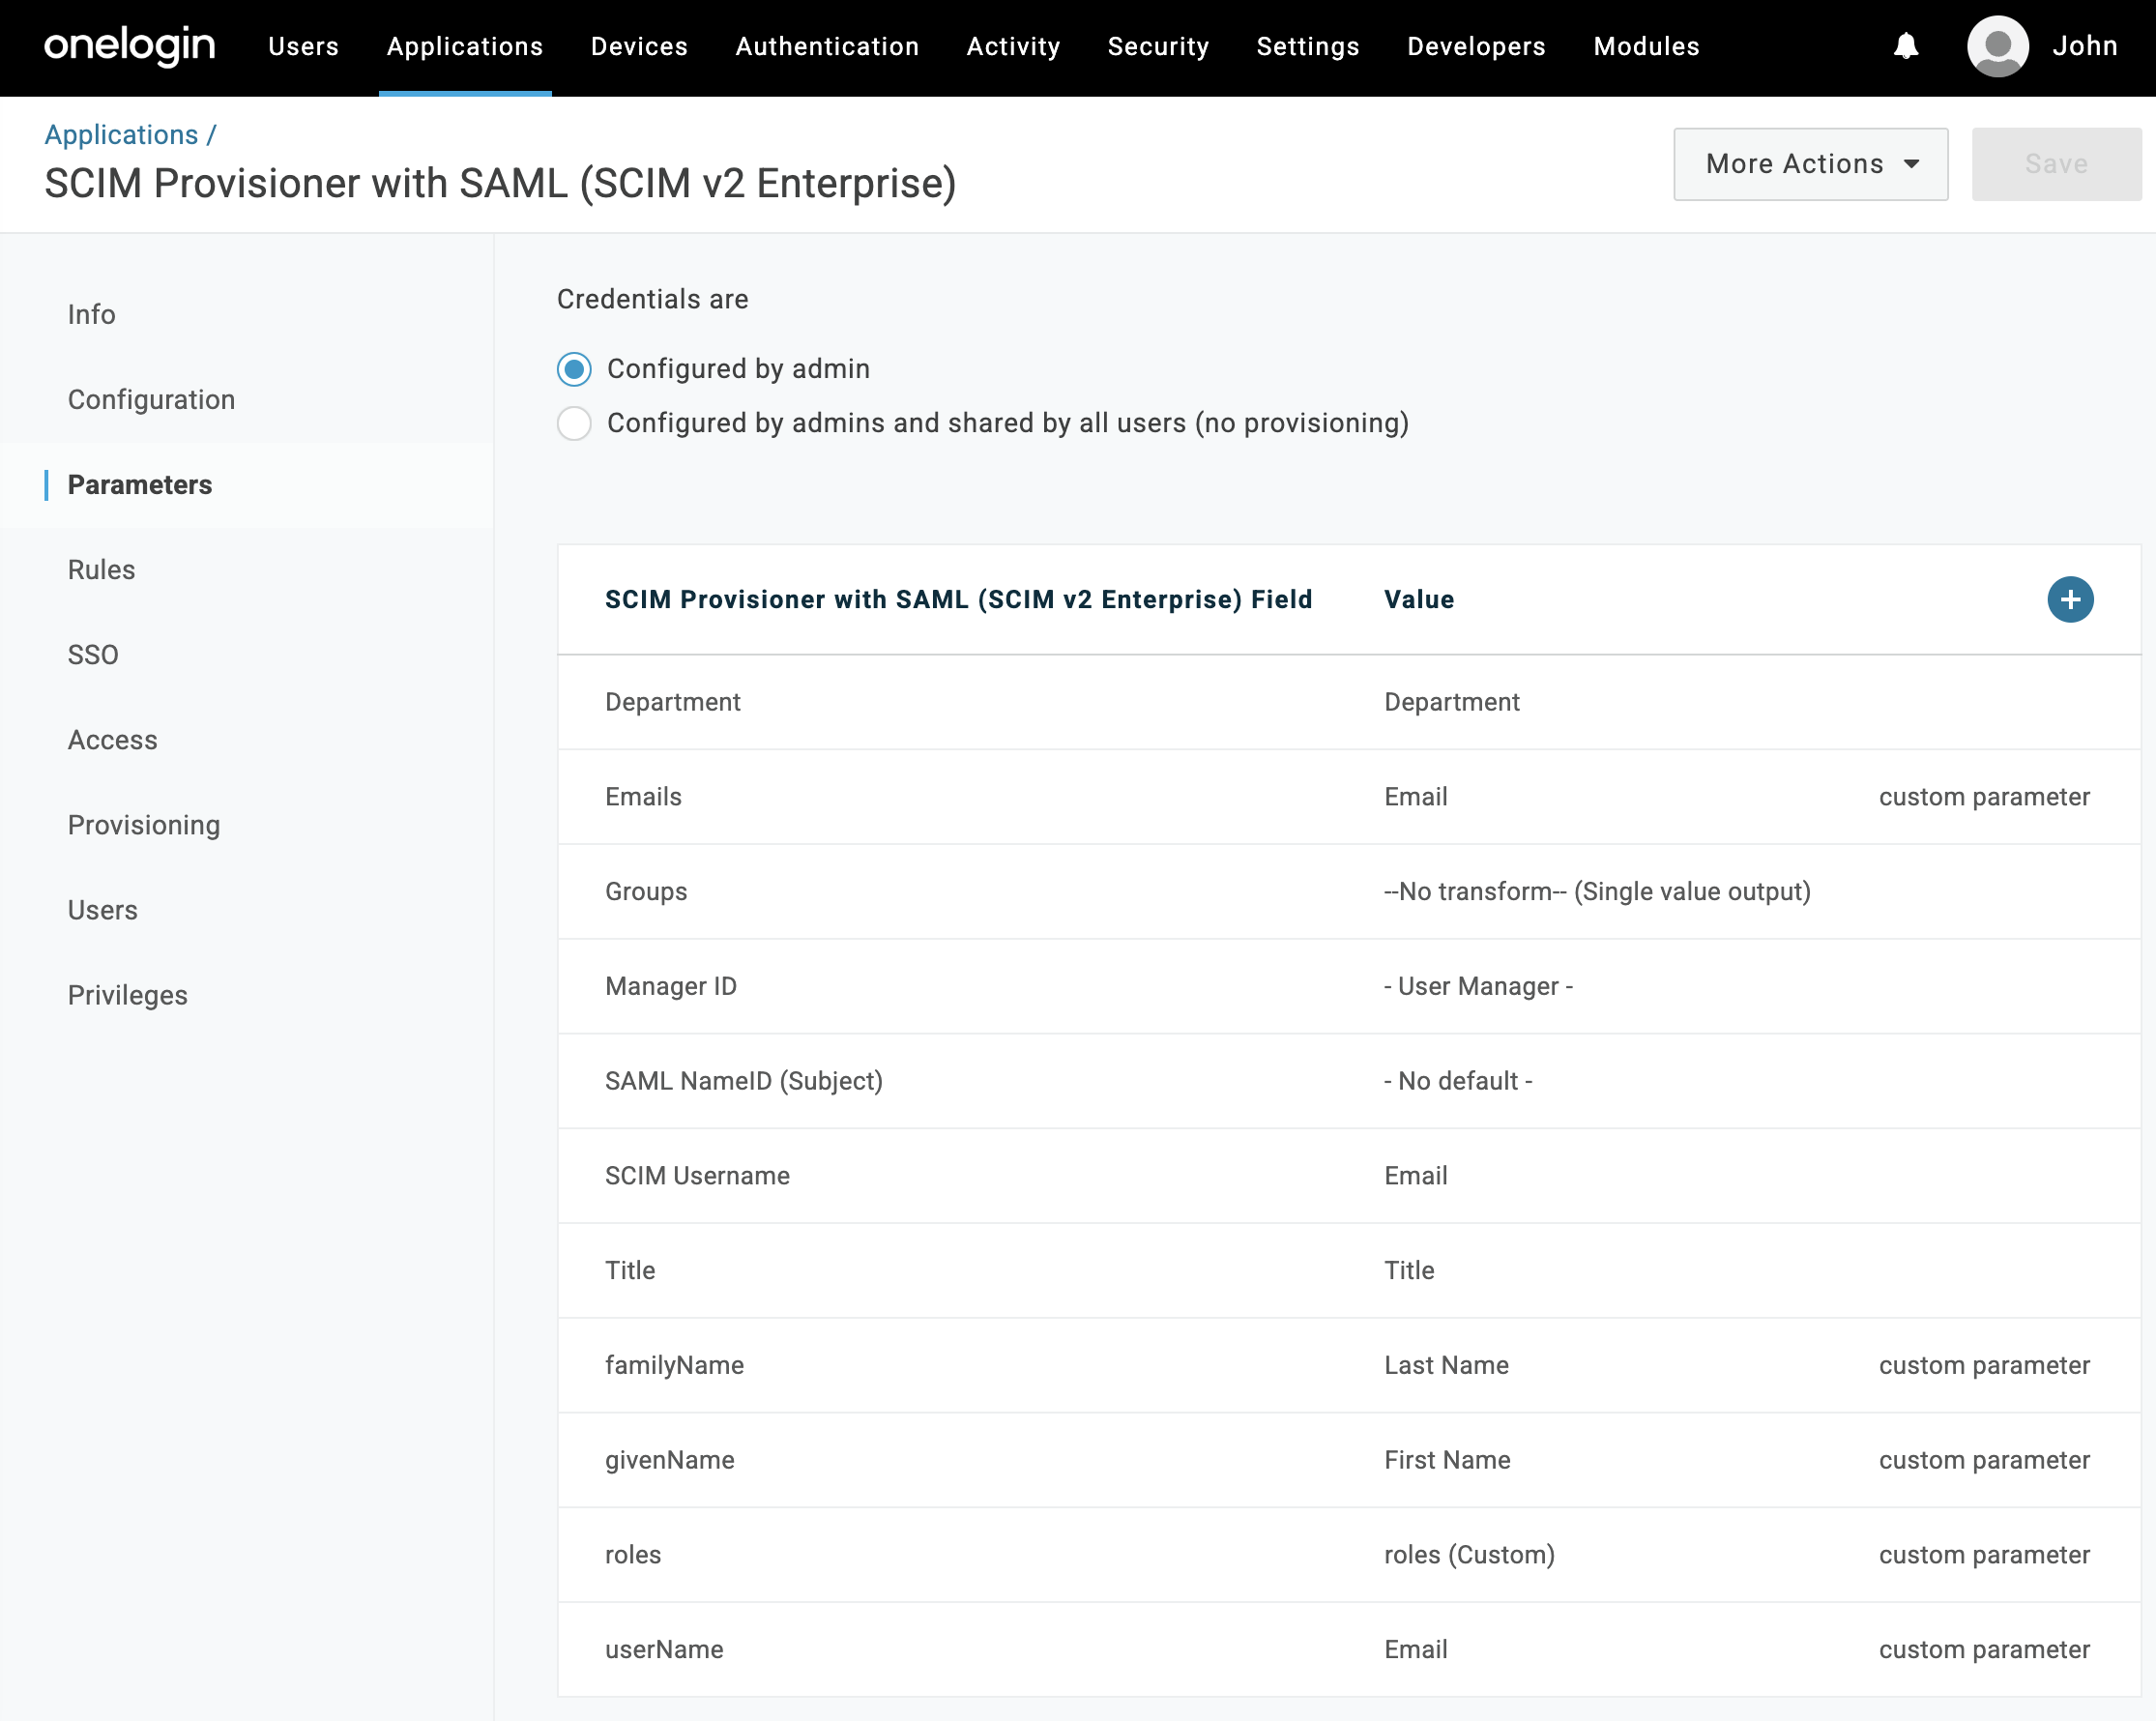 onelogin Users Applications Devices Authentication Activity Security Settings Developers Modules John
Applications /
SCIM Provisioner with SAML (SCIM v2 Enterprise)
More Actions
Save
Info
Configuration
Parameters
Rules
SSO
Access
Provisioning
Users
Privileges
Credentials are
Configured by admin
Configured by admins and shared by all users (no provisioning)
SCIM Provisioner with SAML (SCIM v2 Enterprise) Field Value
Department Department
Emails Email custom parameter
Groups --No transform-- (Single value output)
Manager ID - User Manager -
SAML NameID (Subject) - No default -
SCIM Username Email
Title Title
familyName Last Name custom parameter
givenName First Name custom parameter
roles roles (Custom) custom parameter
userName Email custom parameter